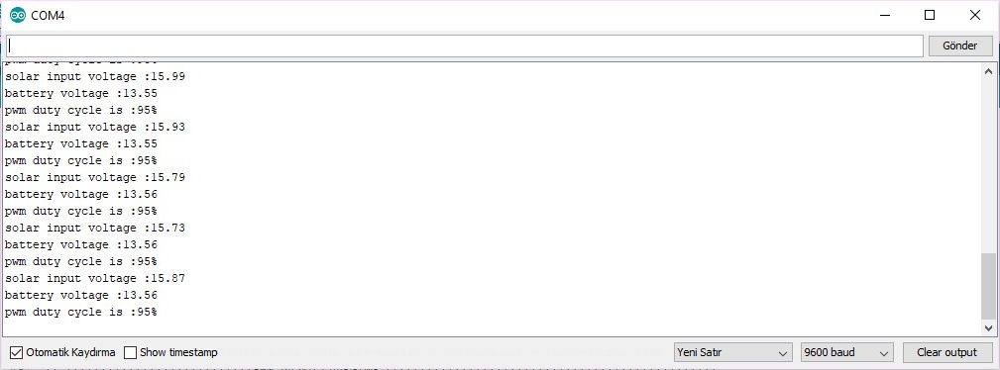 COM4
Gönder
solar input voltage :15.99
battery voltage :13.55
pwm duty cycle is :95%
solar input voltage :15.93
battery voltage :13.55
pwm duty cycle is :95%
solar input voltage :15.79
battery voltage :13.56
pwm duty cycle is :95%
solar input voltage :15.73
battery voltage :13.56
pwm duty cycle is :95%
solar input voltage :15.87
battery voltage :13.56
pwm duty cycle is :95%
Otomatik Kaydırma Show timestamp Yeni Satır 9600 baud Clear output